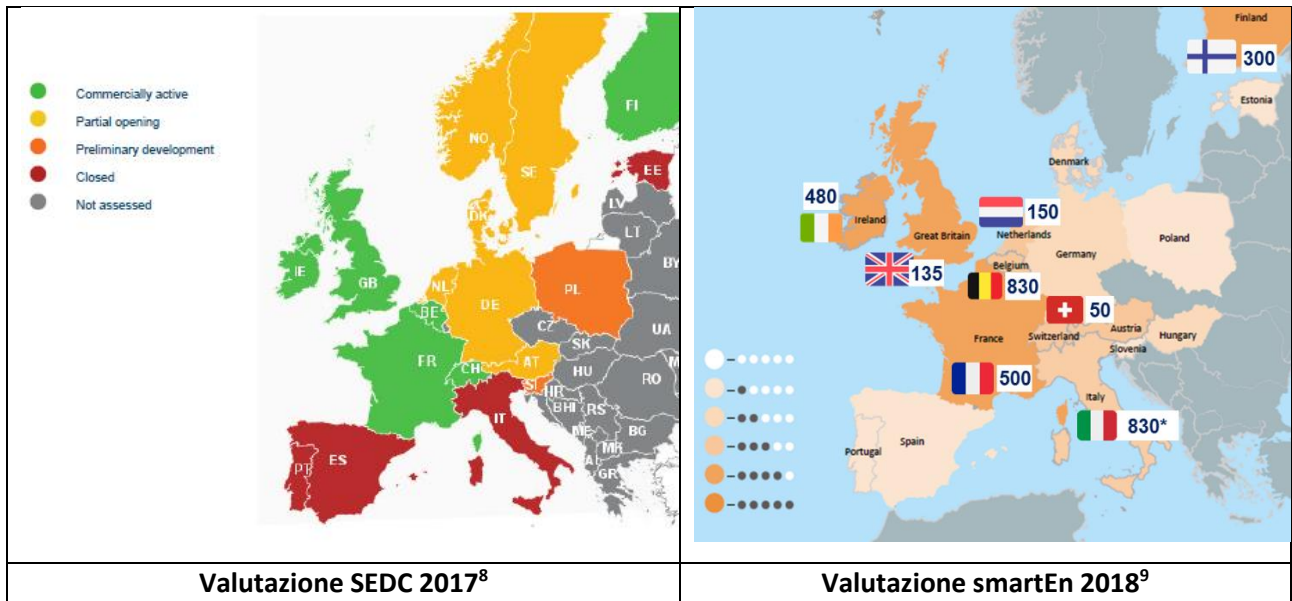 Commercially active
Partial opening
Preliminary development
Closed
Not assessed
FI
NO
SE
EE
LV
LT
DK
BY
IE
GB
NL
PL
DE
BE
CZ
UA
SK
FR
CH
AT
HU
SI
RO
HR
IT
BHI
RS
ME
BG
MK
A
GR
PT
ES
M
Finland
300
Estonia
Denmark
480
Ireland
150
Netherlands
Great Britain
Poland
Germany
135
Belgium
830
50
Austria
Hungary
France
Switzerland
Slovenia
500
Italy
830*
Portugal
Spain
Valutazione SEDC 2017⁸
Valutazione smartEn 2018⁹